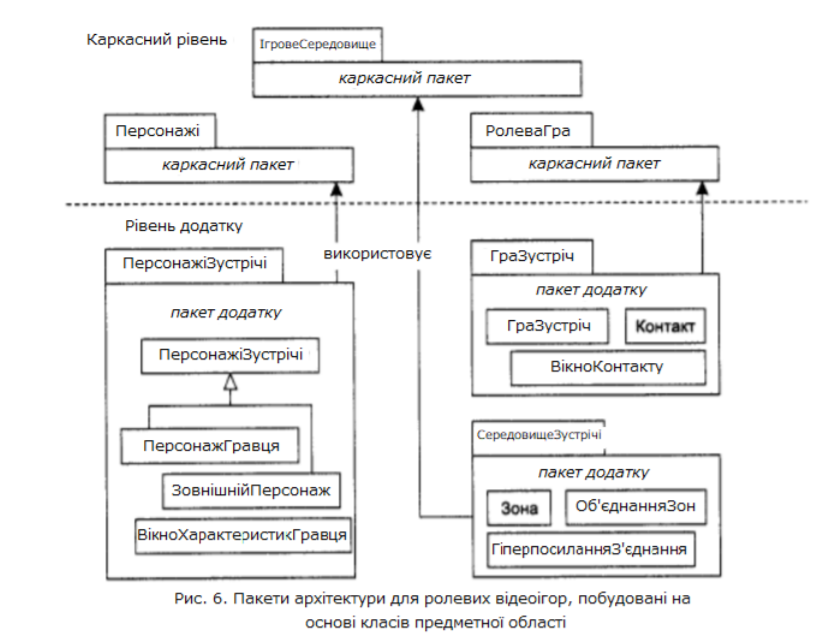 Каркасний рівень
ІгровеСередовище
каркасний пакет
Персонажі
каркасний пакет
РолеваГра
каркасний пакет
Рівень додатку
використовує
ПерсонажіЗустрічі
пакет додатку
ПерсонажіЗустрічі
ПерсонажГравця
ЗовнішнійПерсонаж
ВікноХарактеристикГравця
ГраЗустріч
пакет додатку
ГраЗустріч
Контакт
ВікноКонтакту
СередовищеЗустрічі
пакет додатку
Зона
Об'єднанняЗон
ГіперпосиланняЗ'єднання
Рис. 6. Пакети архітектури для ролевих відеоігор, побудовані на
основі класів предметної області